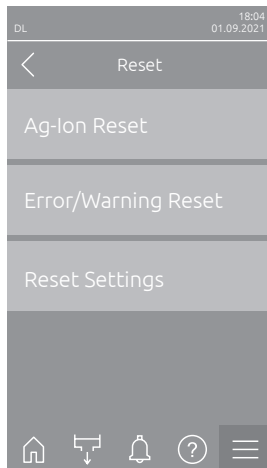 18:04
DL 01.09.2021
Reset
Ag-Ion Reset
Error/Warning Reset
Reset Settings
?